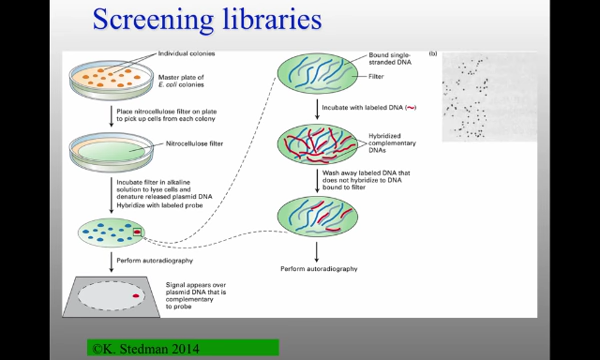 Screening libraries
Individual colonies
Master plate of
E. coli colonies
Place nitrocellulose filter on plate
to pick up cells from each colony
Nitrocellulose filter
Incubate filter in alkaline
solution to lyse cells and
denature released plasmid DNA
Hybridize with labeled probe
Perform autoradiography
Signal appears over
plasmid DNA that is
complementary
to probe
Bound single-
stranded DNA
Filter
Incubate with labeled DNA (~)
Hybridized
complementary
DNAs
Wash away labeled DNA that
does not hybridize to DNA
bound to filter
Perform autoradiography
(b)
©K. Stedman 2014